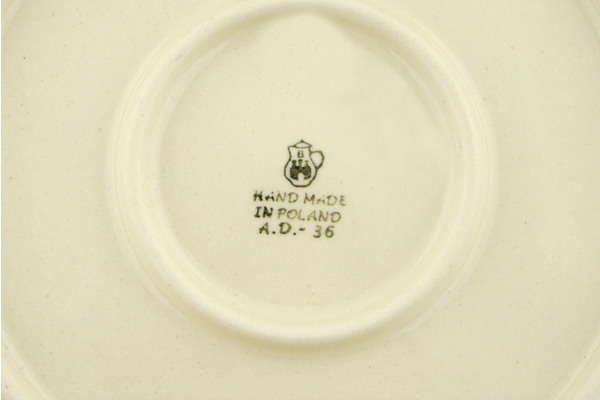 B
HAND MADE
IN POLAND
A.D.- 36